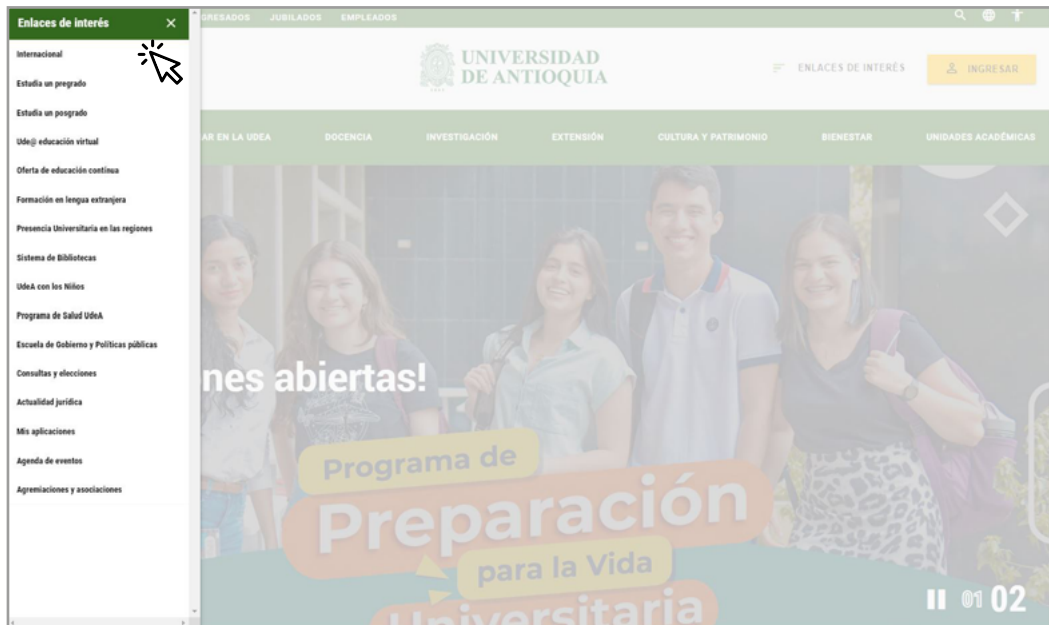 Enlaces de interés
Internacional
Estudia un pregrado
Estudia un posgrado
Ude@ educación virtual
Oferta de educación continua
Formación en lengua extranjera
Presencia Universitaria en las regiones
Sistema de Bibliotecas
UdeA con los Niños
Programa de Salud UdeA
Escuela de Gobierno y Políticas públicas
Consultas y elecciones
Actualidad jurídica
Mis aplicaciones
Agenda de eventos
Agremiaciones y asociaciones
GRESADOS JUBILADOS EMPLEADOS
UNIVERSIDAD
DE ANTIOQUIA
ENLACES DE INTERÉS INGRESAR
AR EN LA UDEA DOCENCIA INVESTIGACIÓN EXTENSIÓN CULTURA Y PATRIMONIO BIENESTAR UNIDADES ACADÉMICAS
nes abiertas!
Programa de
Preparación
para la Vida
Universitaria
01 02